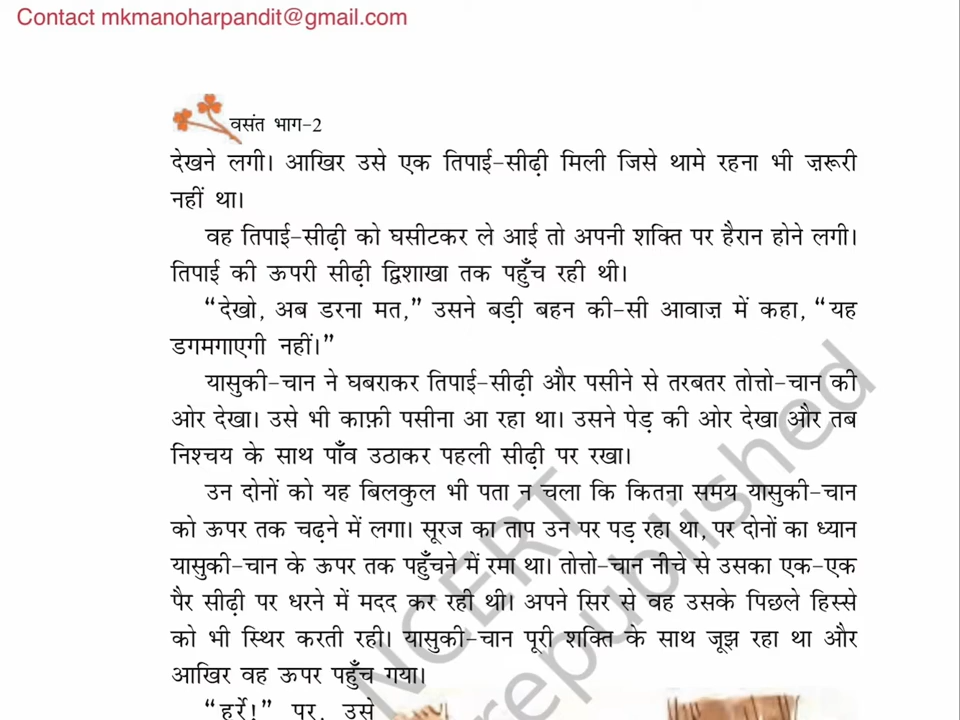 Contact mkmanoharpandit@gmail.com
वसंत भाग-2
देखने लगी। आखिर उसे एक तिपाई-सीढ़ी मिली जिसे थामे रहना भी ज़रूरी
नहीं था।
वह तिपाई-सीढ़ी को घसीटकर ले आई तो अपनी शक्ति पर हैरान होने लगी।
तिपाई की ऊपरी सीढ़ी द्विशाखा तक पहुँच रही थी।
“देखो, अब डरना मत,” उसने बड़ी बहन की-सी आवाज़ में कहा, “यह
डगमगाएगी नहीं।”
यासुकी-चान ने घबराकर तिपाई-सीढ़ी और पसीने से तरबतर तोत्तो-चान की
ओर देखा। उसे भी काफ़ी पसीना आ रहा था। उसने पेड़ की ओर देखा और तब
निश्चय के साथ पाँव उठाकर पहली सीढ़ी पर रखा।
उन दोनों को यह बिलकुल भी पता न चला कि कितना समय यासुकी-चान
को ऊपर तक चढ़ने में लगा। सूरज का ताप उन पर पड़ रहा था, पर दोनों का ध्यान
यासुकी-चान के ऊपर तक पहुँचने में रमा था। तोत्तो-चान नीचे से उसका एक-एक
पैर सीढ़ी पर धरने में मदद कर रही थी। अपने सिर से वह उसके पिछले हिस्से
को भी स्थिर करती रही। यासुकी-चान पूरी शक्ति के साथ जूझ रहा था और
आखिर वह ऊपर पहुँच गया।
“हुर्रे!” पर, उसे
NCERT
republished